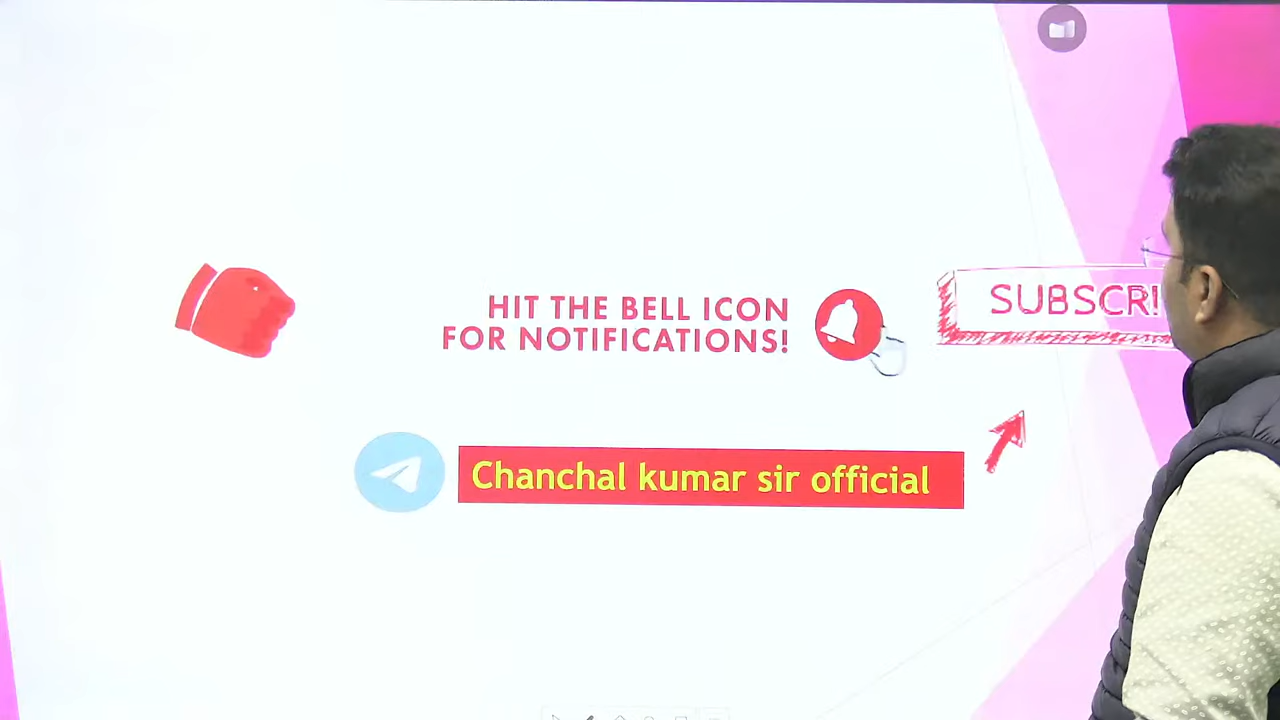 HIT THE BELL ICON
FOR NOTIFICATIONS!
SUBSCRI
Chanchal kumar sir official